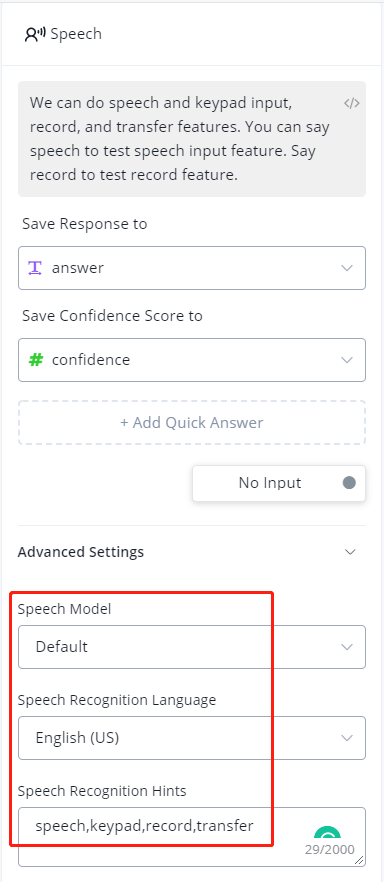 Speech
We can do speech and keypad input,
record, and transfer features. You can say
speech to test speech input feature. Say
record to test record feature.
</>
Save Response to
T answer
Save Confidence Score to
# confidence
+ Add Quick Answer
No Input
Advanced Settings
Speech Model
Default
Speech Recognition Language
English (US)
Speech Recognition Hints
speech,keypad,record,transfer
29/2000